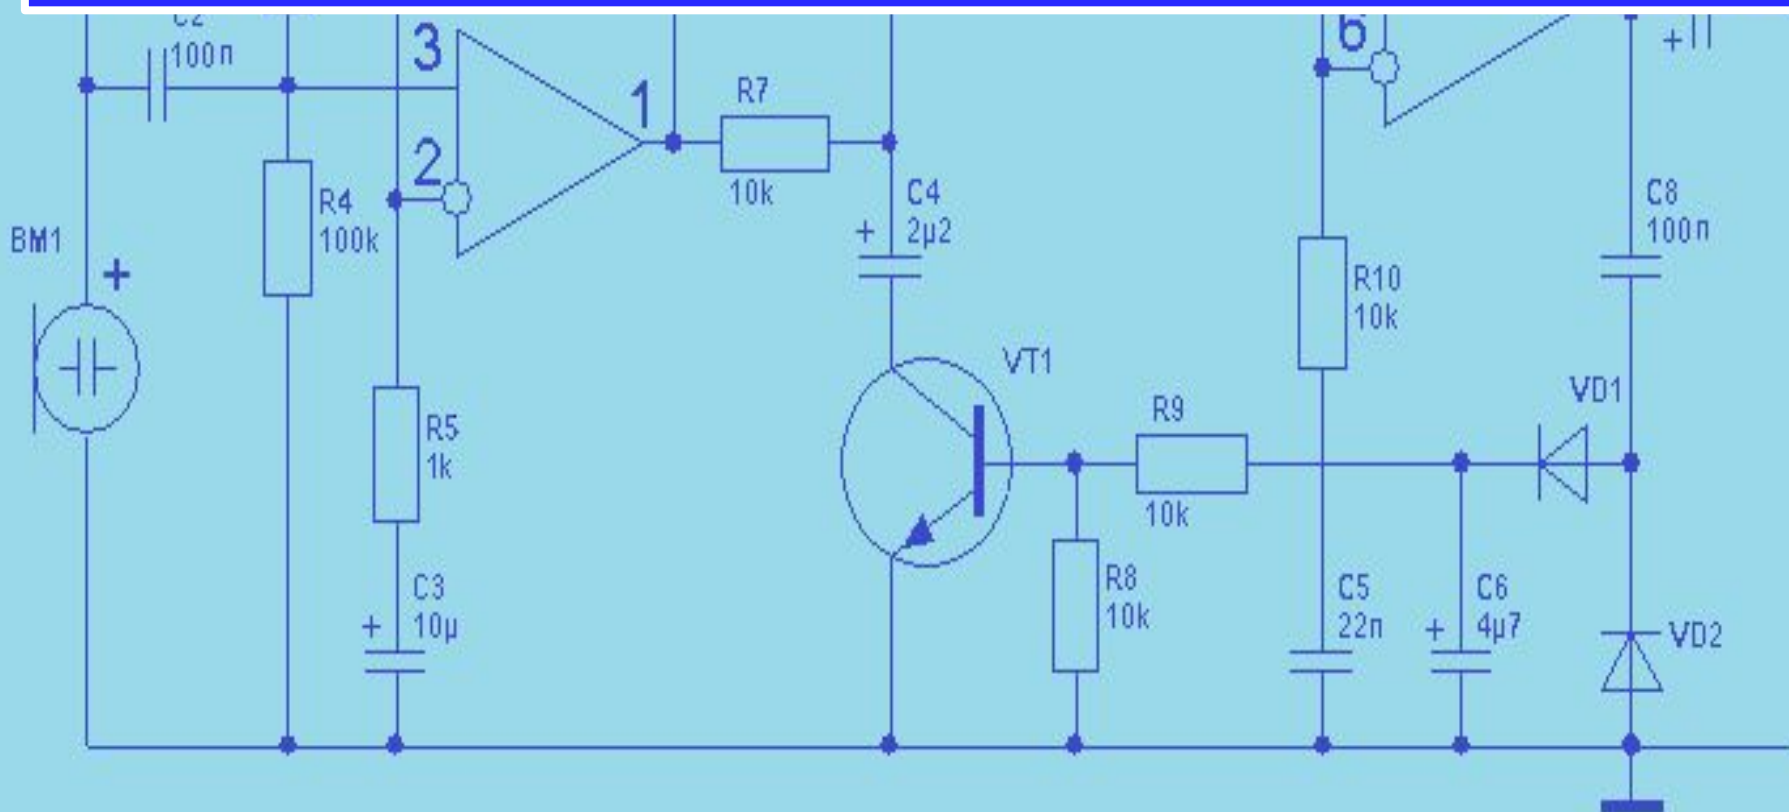 C2
100n
3
1
2
R7
10k
6
+
R4
100k
C4
+ 2µ2
C8
100n
BM1
+
R10
10k
VT1
VD1
R5
1k
R9
10k
C3
+ 10µ
R8
10k
C5
22n
C6
+ 4µ7
VD2